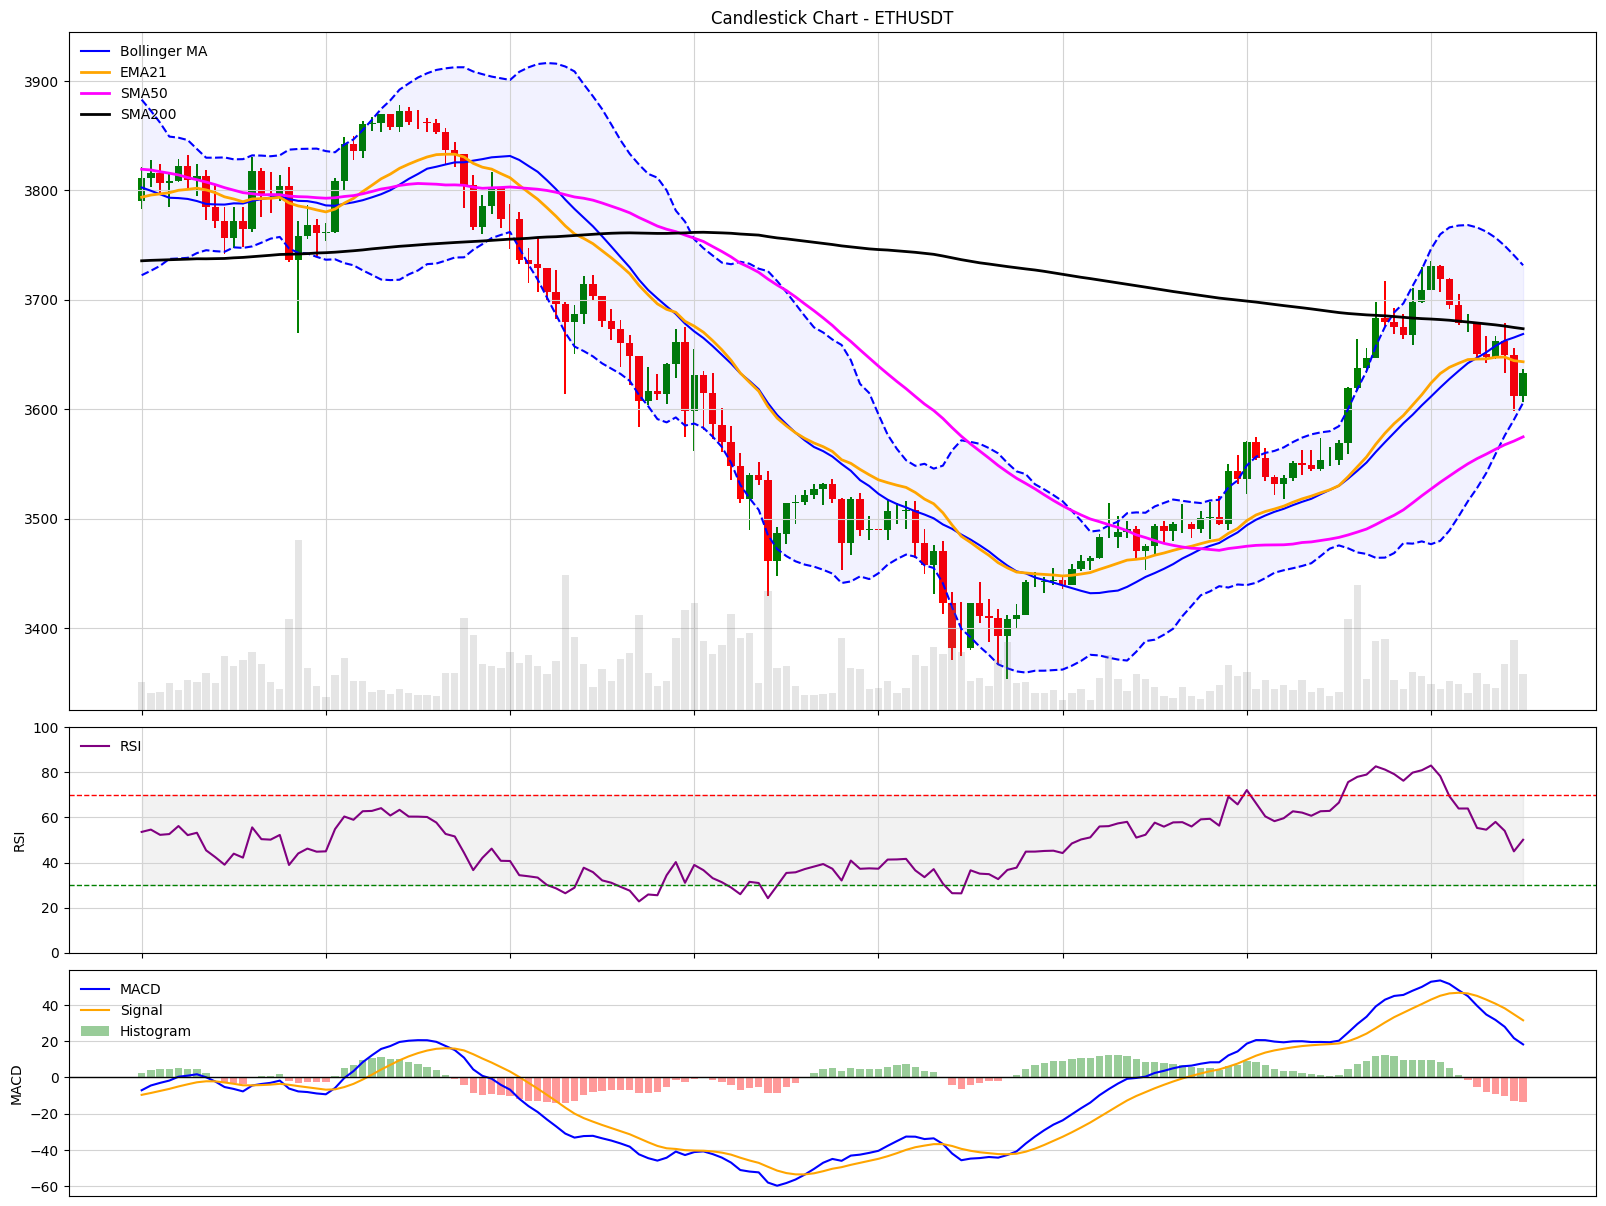 Candlestick Chart - ETHUSDT
Bollinger MA
EMA21
SMA50
SMA200
3900
3800
3700
3600
3500
3400
RSI
100
80
60
40
20
0
RSI
MACD
Signal
Histogram
40
20
0
−20
−40
−60
MACD